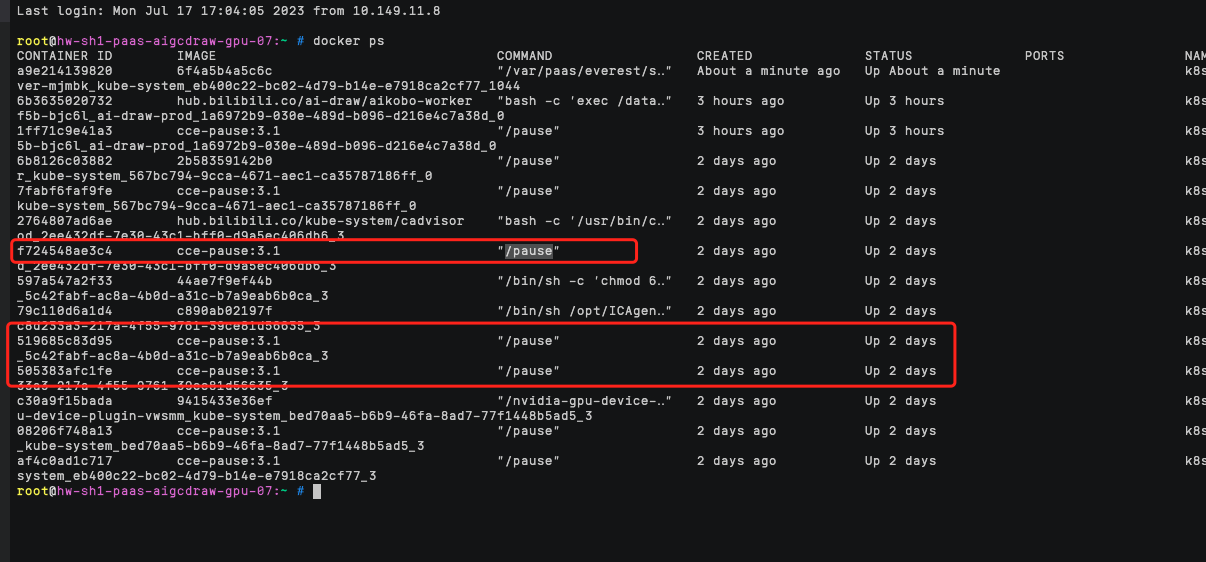 Last login: Mon Jul 17 17:04:05 2023 from 10.149.11.8
root@hw-sh1-paas-aigcdraw-gpu-07:~ # docker ps
CONTAINER ID IMAGE COMMAND CREATED STATUS PORTS NAM
a9e214139820 6f4a5b4a5c6c "/var/paas/everest/s…" About a minute ago Up About a minute k8s
ver-mjmbk_kube-system_eb400c22-bc02-4d79-b14e-e7918ca2cf77_1044
6b3635020732 hub.bilibili.co/ai-draw/aikobo-worker "bash -c 'exec /data…" 3 hours ago Up 3 hours k8s
f5b-bjc6l_ai-draw-prod_1a6972b9-030e-489d-b096-d216e4c7a38d_0
1ff71c9e41a3 cce-pause:3.1 "/pause" 3 hours ago Up 3 hours k8s
5b-bjc6l_ai-draw-prod_1a6972b9-030e-489d-b096-d216e4c7a38d_0
6b8126c03882 2b58359142b0 "/pause" 2 days ago Up 2 days k8s
r_kube-system_567bc794-9cca-4671-aec1-ca35787186ff_0
7fabf6faf9fe cce-pause:3.1 "/pause" 2 days ago Up 2 days k8s
kube-system_567bc794-9cca-4671-aec1-ca35787186ff_0
2764807ad6ae hub.bilibili.co/kube-system/cadvisor "bash -c '/usr/bin/c…" 2 days ago Up 2 days k8s
od_2ee432df-7e30-43c1-bff0-d9a5ec406db6_3
f724548ae3c4 cce-pause:3.1 "/pause" 2 days ago Up 2 days k8s
d_2ee432df-7e30-43c1-bff0-d9a5ec406db6_3
597a547a2f33 44ae7f9ef44b "/bin/sh -c 'chmod 6…" 2 days ago Up 2 days k8s
_5c42fabf-ac8a-4b0d-a31c-b7a9eab6b0ca_3
79c110d6a1d4 c890ab02197f "/bin/sh /opt/ICAgen…" 2 days ago Up 2 days k8s
c8d233a3-217a-4f55-9761-39ce81d56635_3
519685c83d95 cce-pause:3.1 "/pause" 2 days ago Up 2 days k8s
_5c42fabf-ac8a-4b0d-a31c-b7a9eab6b0ca_3
505383afc1fe cce-pause:3.1 "/pause" 2 days ago Up 2 days k8s
33a3-217a-4f55-9761-39ce81d56635_3
c30a9f15bada 9415433e36ef "/nvidia-gpu-device-…" 2 days ago Up 2 days k8s
u-device-plugin-vwsmm_kube-system_bed70aa5-b6b9-46fa-8ad7-77f1448b5ad5_3
08206f748a13 cce-pause:3.1 "/pause" 2 days ago Up 2 days k8s
_kube-system_bed70aa5-b6b9-46fa-8ad7-77f1448b5ad5_3
af4c0ad1c717 cce-pause:3.1 "/pause" 2 days ago Up 2 days k8s
system_eb400c22-bc02-4d79-b14e-e7918ca2cf77_3
root@hw-sh1-paas-aigcdraw-gpu-07:~ #